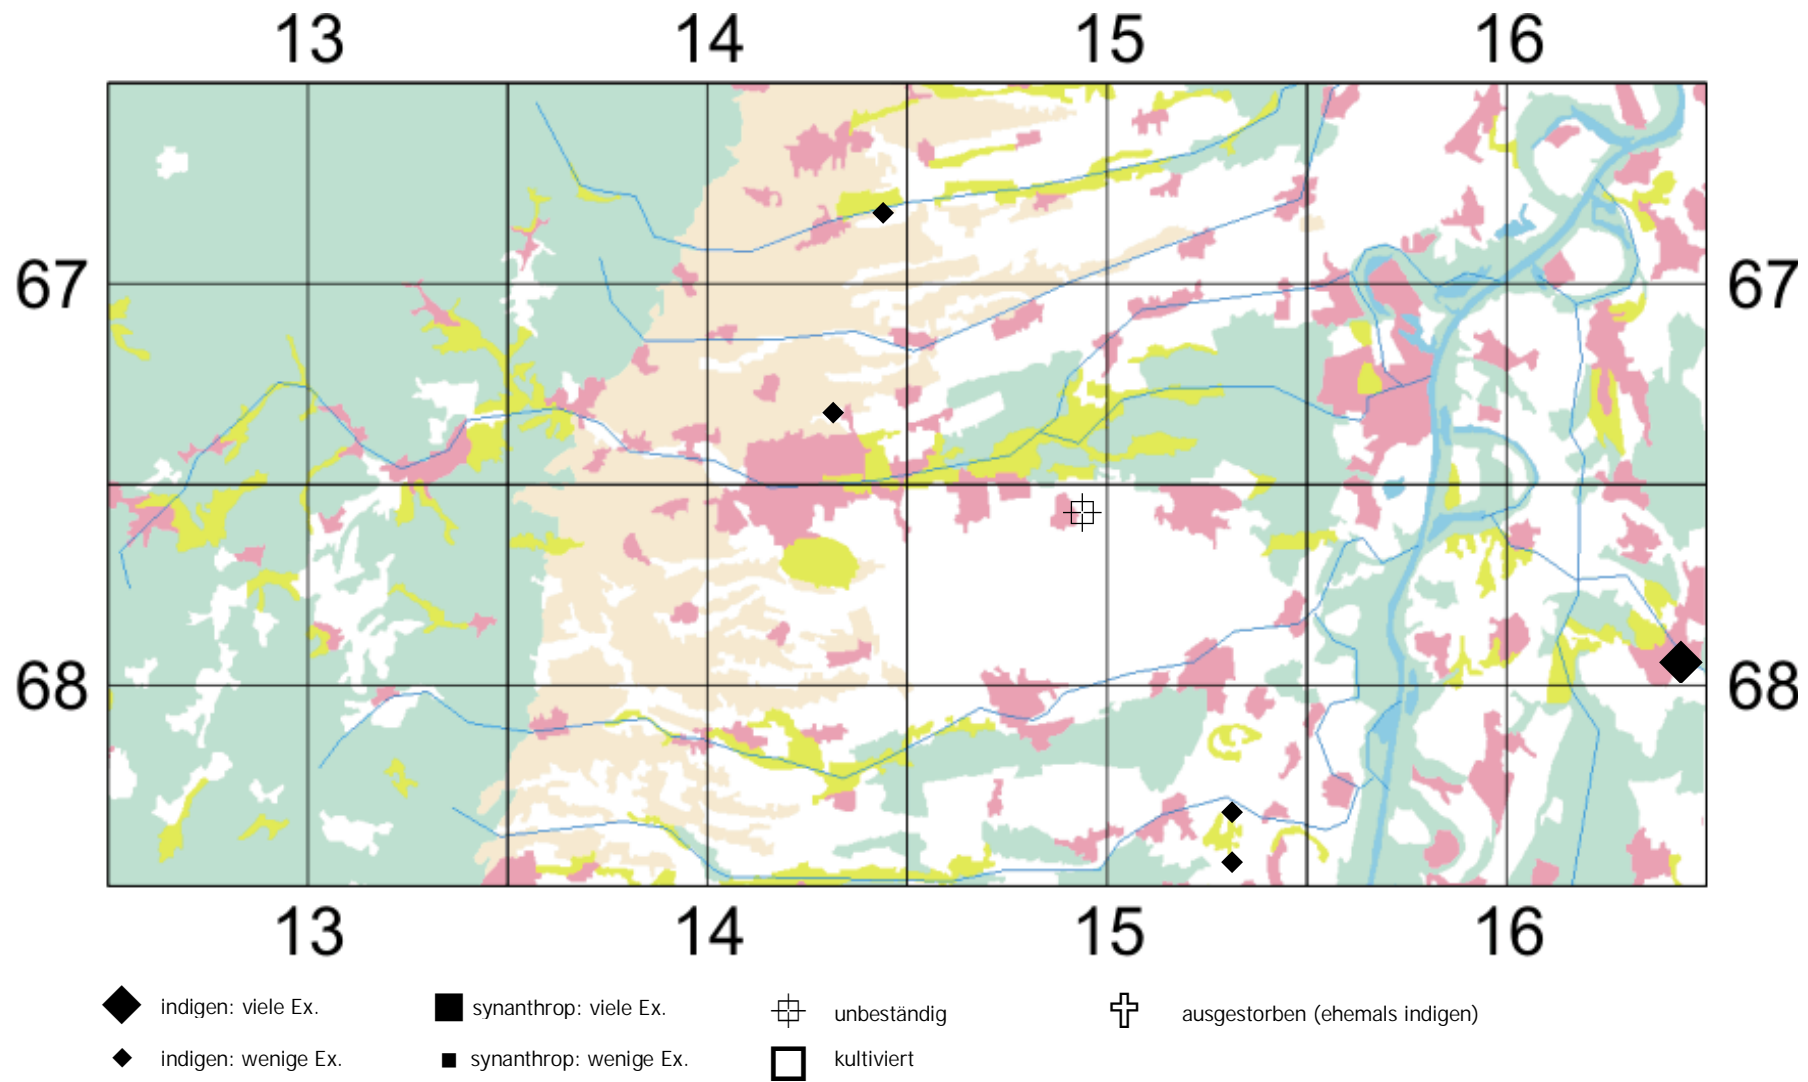 13 14 15 16
67 67
68 68
13 14 15 16
indigen: viele Ex. synanthrop: viele Ex. unbeständig ausgestorben (ehemals indigen)
indigen: wenige Ex. synanthrop: wenige Ex. kultiviert